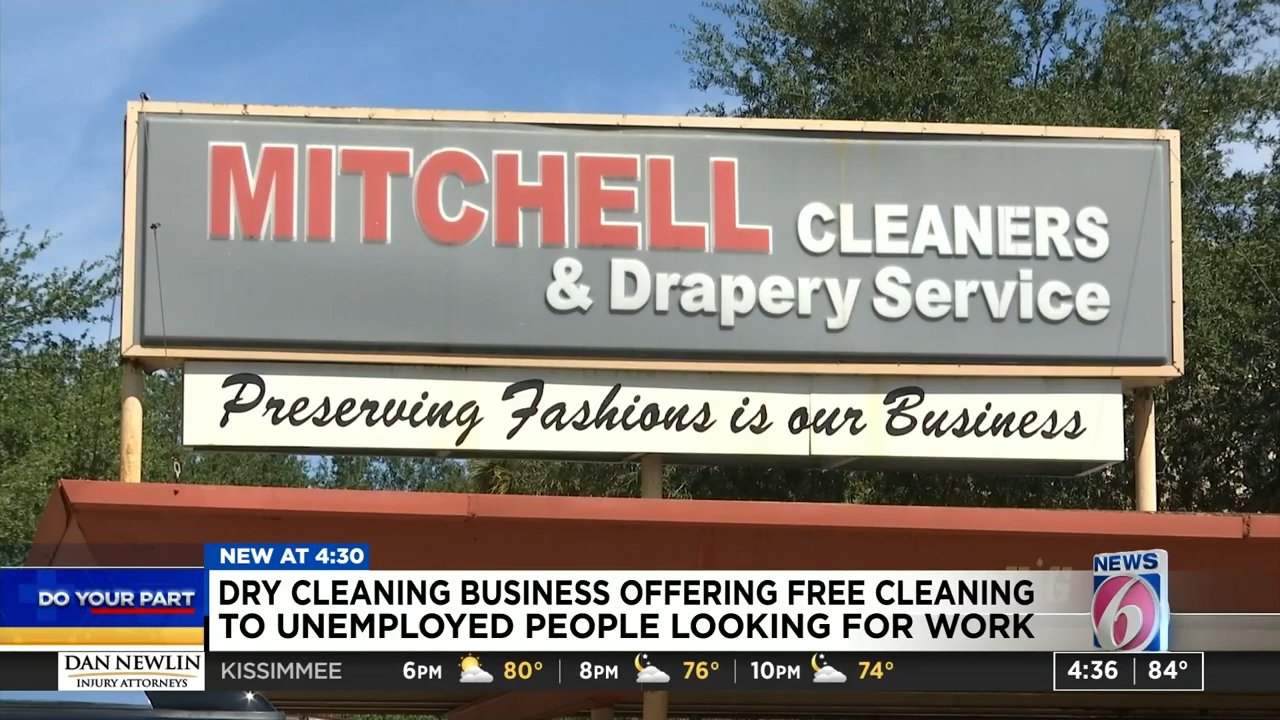 MITCHELL CLEANERS
& Drapery Service
Preserving Fashions is our Business
NEW AT 4:30
DO YOUR PART
DRY CLEANING BUSINESS OFFERING FREE CLEANING
TO UNEMPLOYED PEOPLE LOOKING FOR WORK
NEWS
6
DAN NEWLIN
INJURY ATTORNEYS
KISSIMMEE 6PM 80° 8PM 76° 10PM 74°
4:36 84°